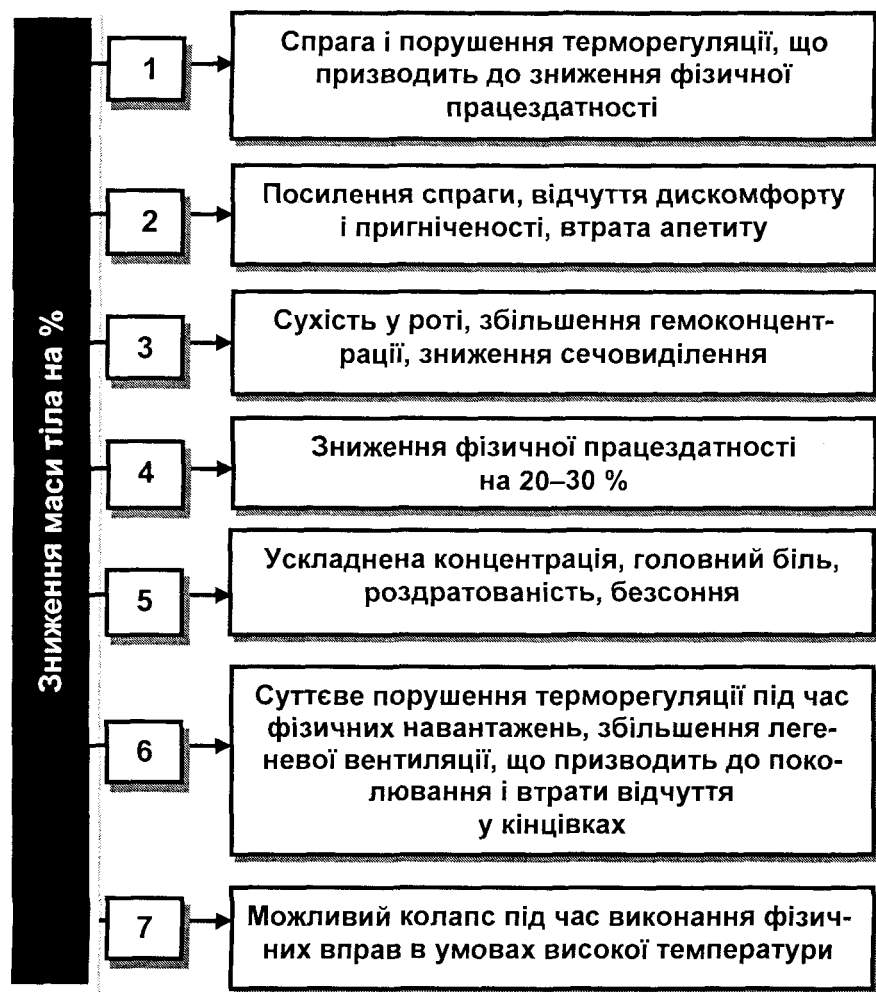 Зниження маси тіла на %
1
Спрага і порушення терморегуляції, що
призводить до зниження фізичної
працездатності
2
Посилення спраги, відчуття дискомфорту
і пригніченості, втрата апетиту
3
Сухість у роті, збільшення гемоконцент-
рації, зниження сечовиділення
4
Зниження фізичної працездатності
на 20–30 %
5
Ускладнена концентрація, головний біль,
роздратованість, безсоння
6
Суттєве порушення терморегуляції під час
фізичних навантажень, збільшення леге-
невої вентиляції, що призводить до поко-
лювання і втрати відчуття
у кінцівках
7
Можливий колапс під час виконання фізич-
них вправ в умовах високої температури